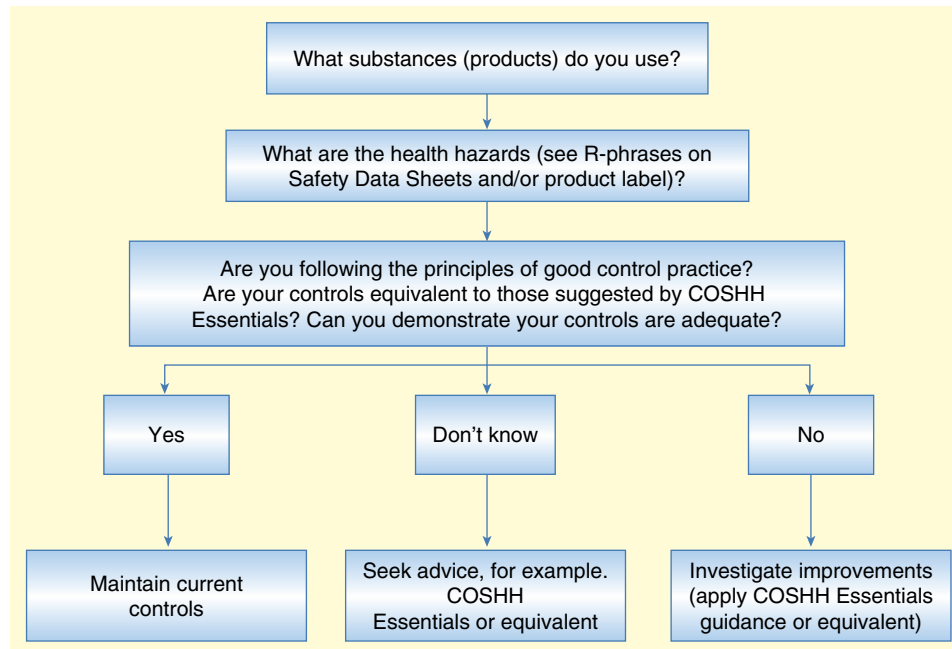 What substances (products) do you use?
What are the health hazards (see R-phrases on
Safety Data Sheets and/or product label)?
Are you following the principles of good control practice?
Are your controls equivalent to those suggested by COSHH
Essentials? Can you demonstrate your controls are adequate?
Yes
Don't know
No
Maintain current
controls
Seek advice, for example.
COSHH
Essentials or equivalent
Investigate improvements
(apply COSHH Essentials
guidance or equivalent)